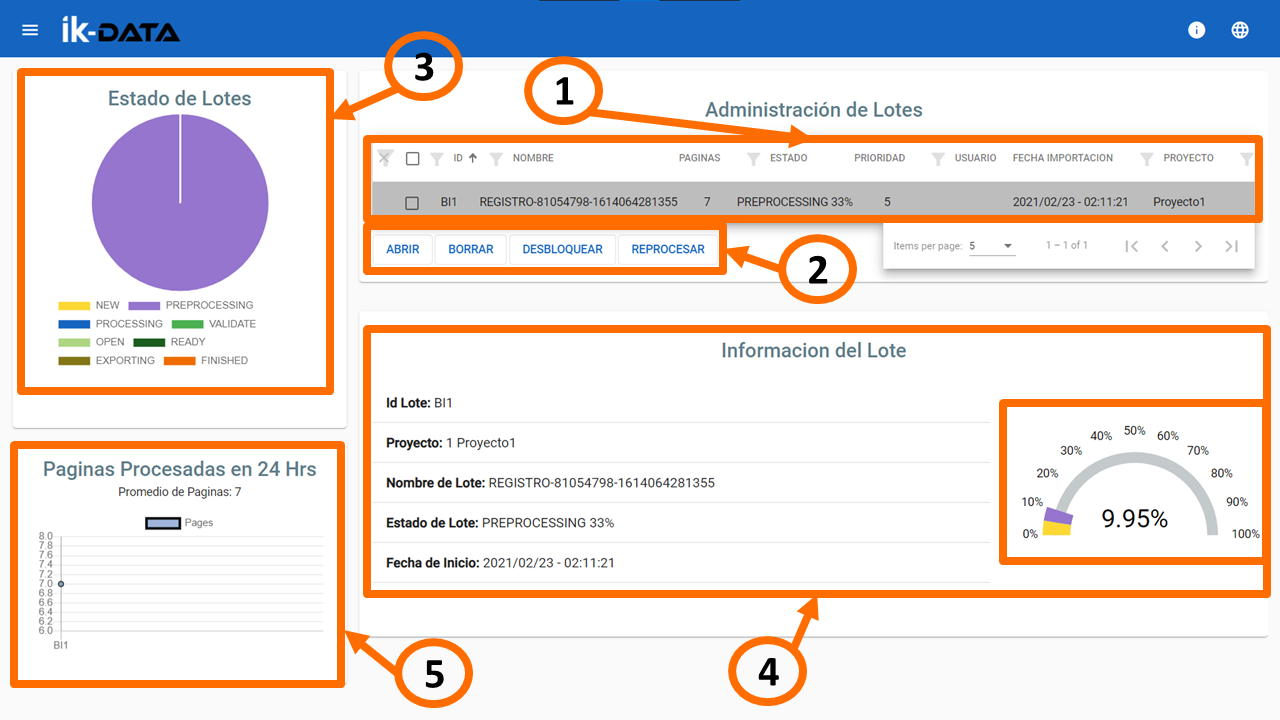 ik-DATA
3
1
Estado de Lotes
NEW PREPROCESSING
PROCESSING VALIDATE
OPEN READY
EXPORTING FINISHED
Administración de Lotes
ID NOMBRE PAGINAS ESTADO PRIORIDAD USUARIO FECHA IMPORTACION PROYECTO
BI1 REGISTRO-81054798-1614064281355 7 PREPROCESSING 33% 5 2021/02/23 - 02:11:21 Proyecto1
ABRIR BORRAR DESBLOQUEAR REPROCESAR
2
Items per page: 5 1 – 1 of 1
Informacion del Lote
Id Lote: BI1
Proyecto: 1 Proyecto1
Nombre de Lote: REGISTRO-81054798-1614064281355
Estado de Lote: PREPROCESSING 33%
Fecha de Inicio: 2021/02/23 - 02:11:21
0%
10%
20%
30%
40%
50%
60%
70%
80%
90%
100%
9.95%
4
Paginas Procesadas en 24 Hrs
Promedio de Paginas: 7
Pages
8.0
7.8
7.6
7.4
7.2
7.0
6.8
6.6
6.4
6.2
6.0
BI1
5